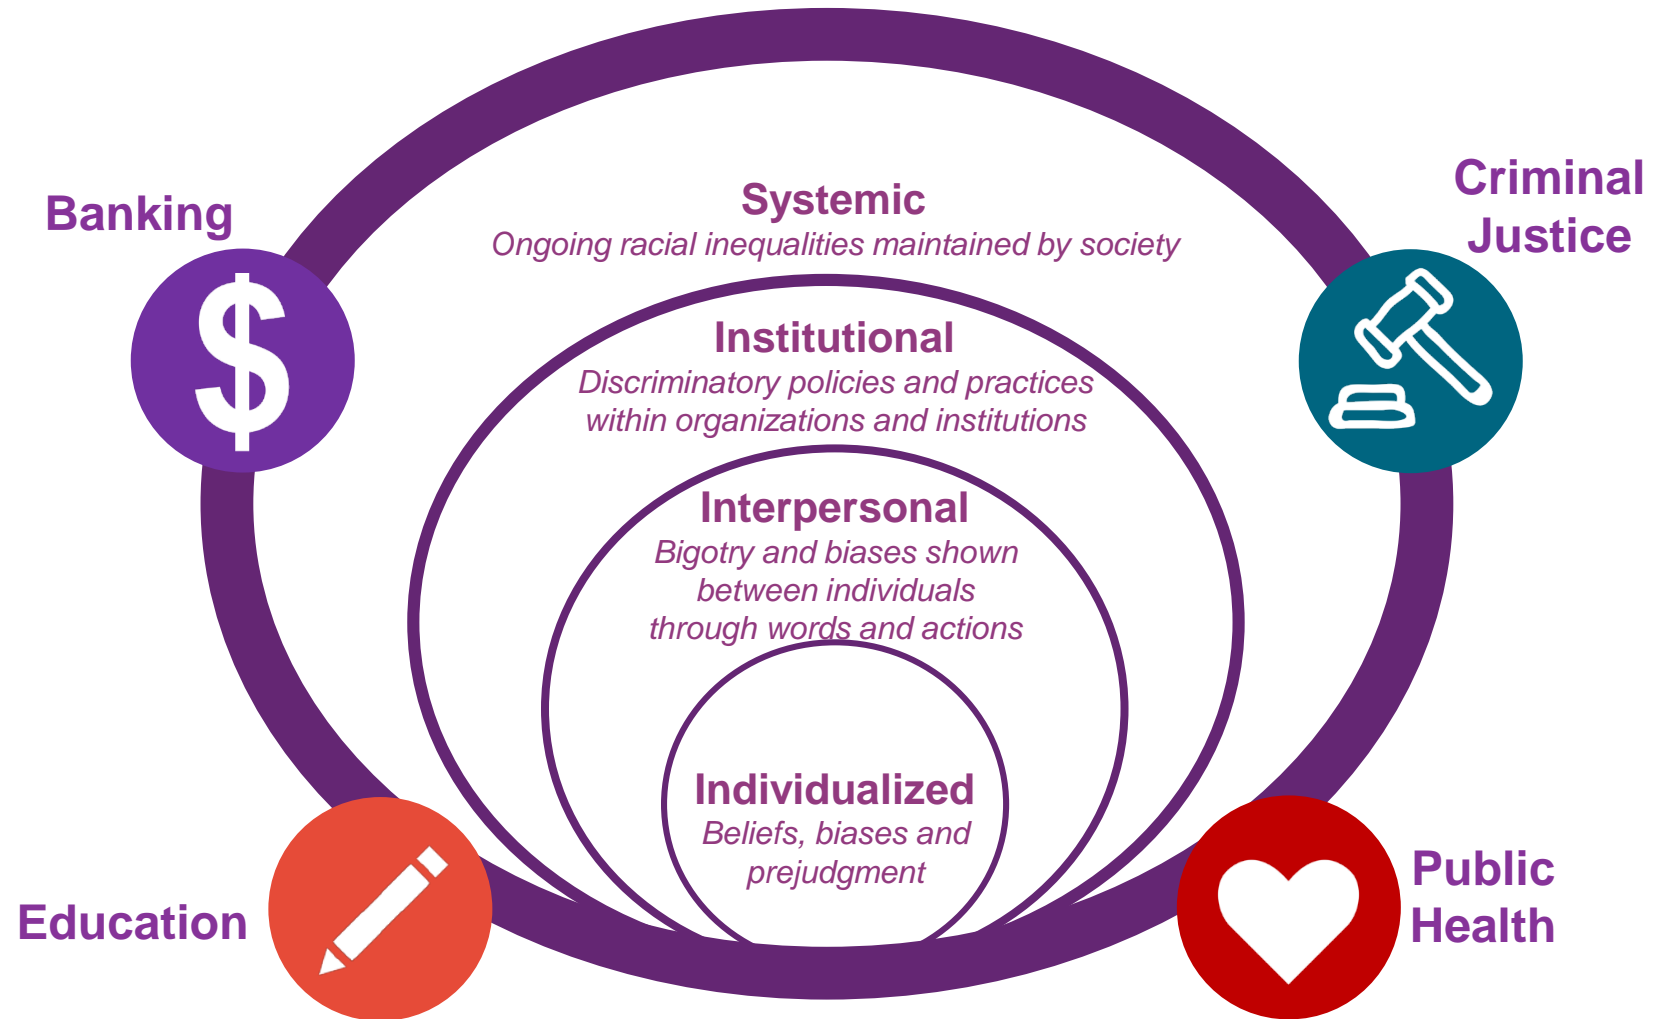 Banking
Criminal
Justice
Systemic
Ongoing racial inequalities maintained by society
Institutional
Discriminatory policies and practices
within organizations and institutions
Interpersonal
Bigotry and biases shown
between individuals
through words and actions
Individualized
Beliefs, biases and
prejudgment
Education
Public
Health